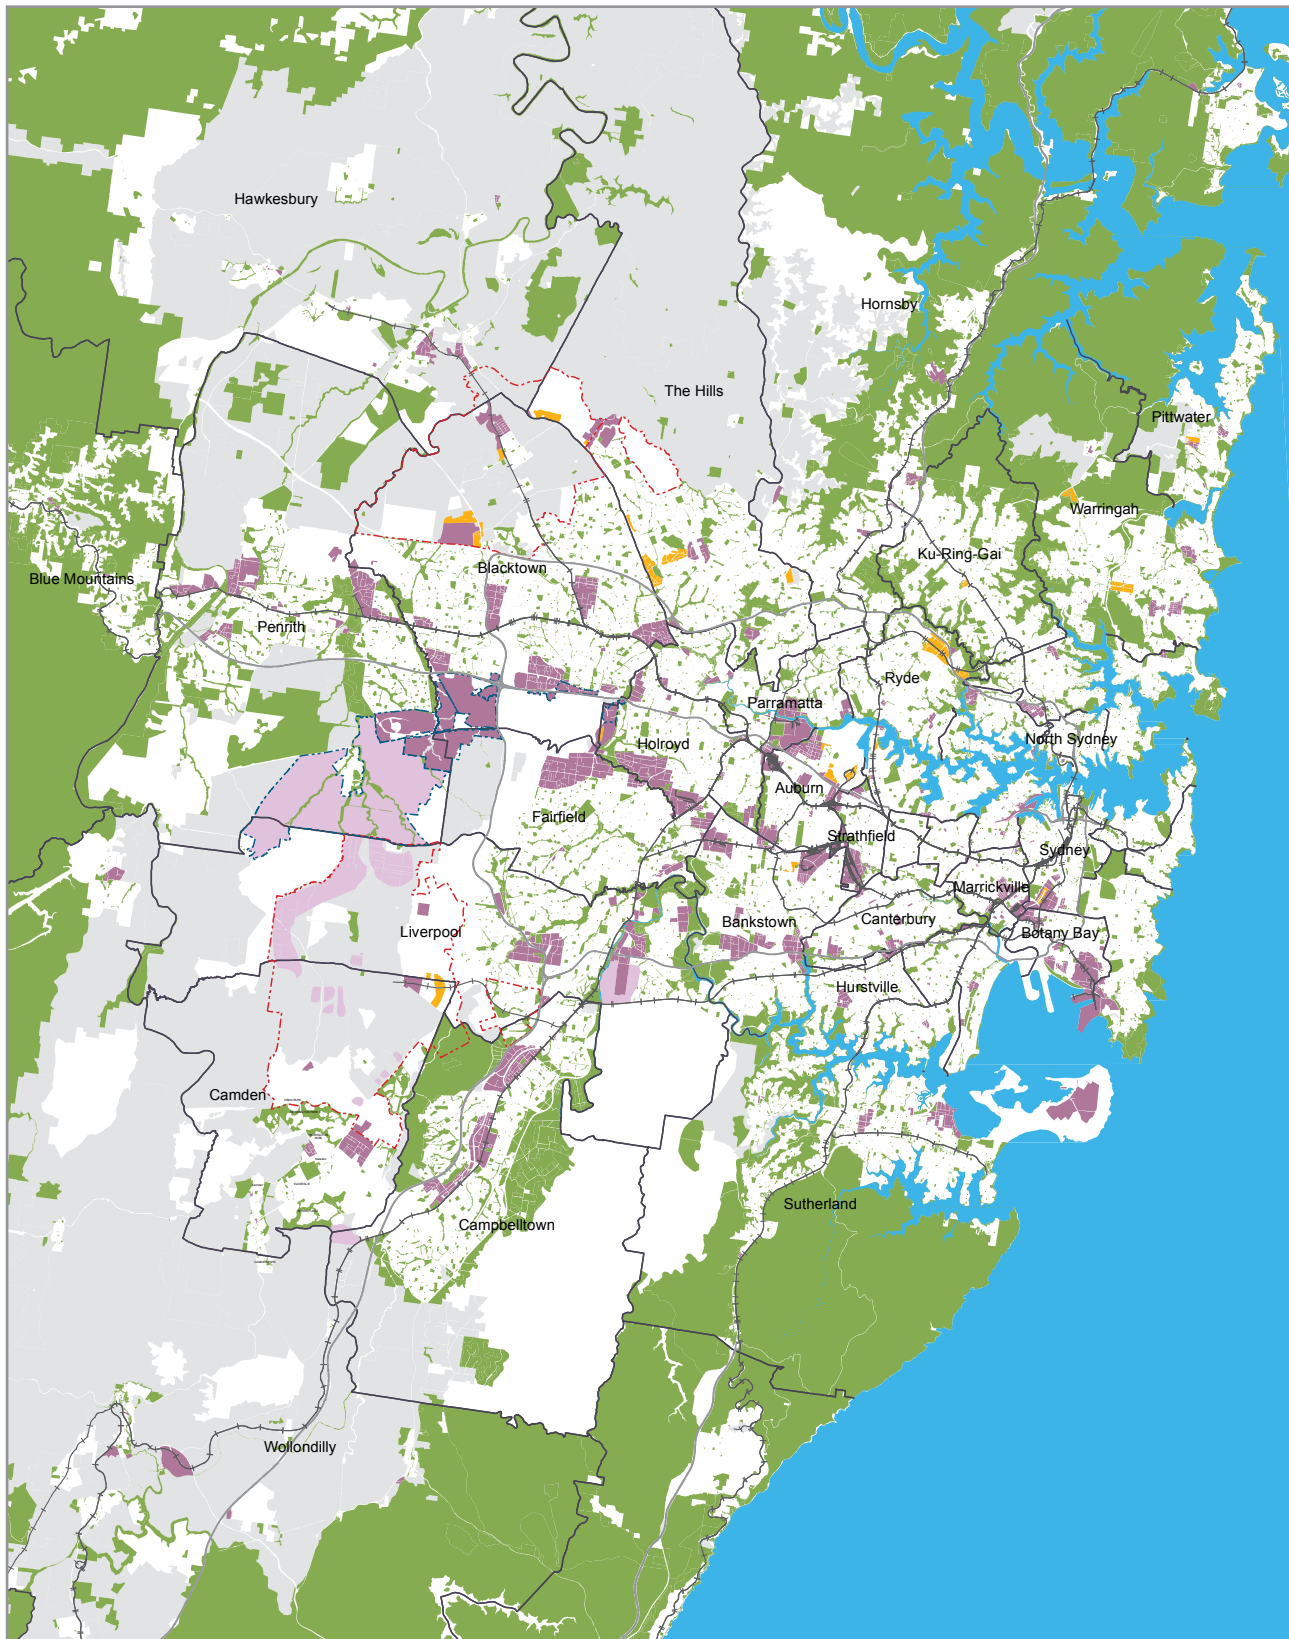 Hawkesbury
Hornsby
The Hills
Pittwater
Warringah
Ku-Ring-Gai
Blacktown
Blue Mountains
Penrith
Ryde
Parramatta
North Sydney
Holroyd
Auburn
Fairfield
Strathfield
Sydney
Marrickville
Bankstown
Canterbury
Liverpool
Botany Bay
Hurstville
Camden
Sutherland
Campbelltown
Wollondilly